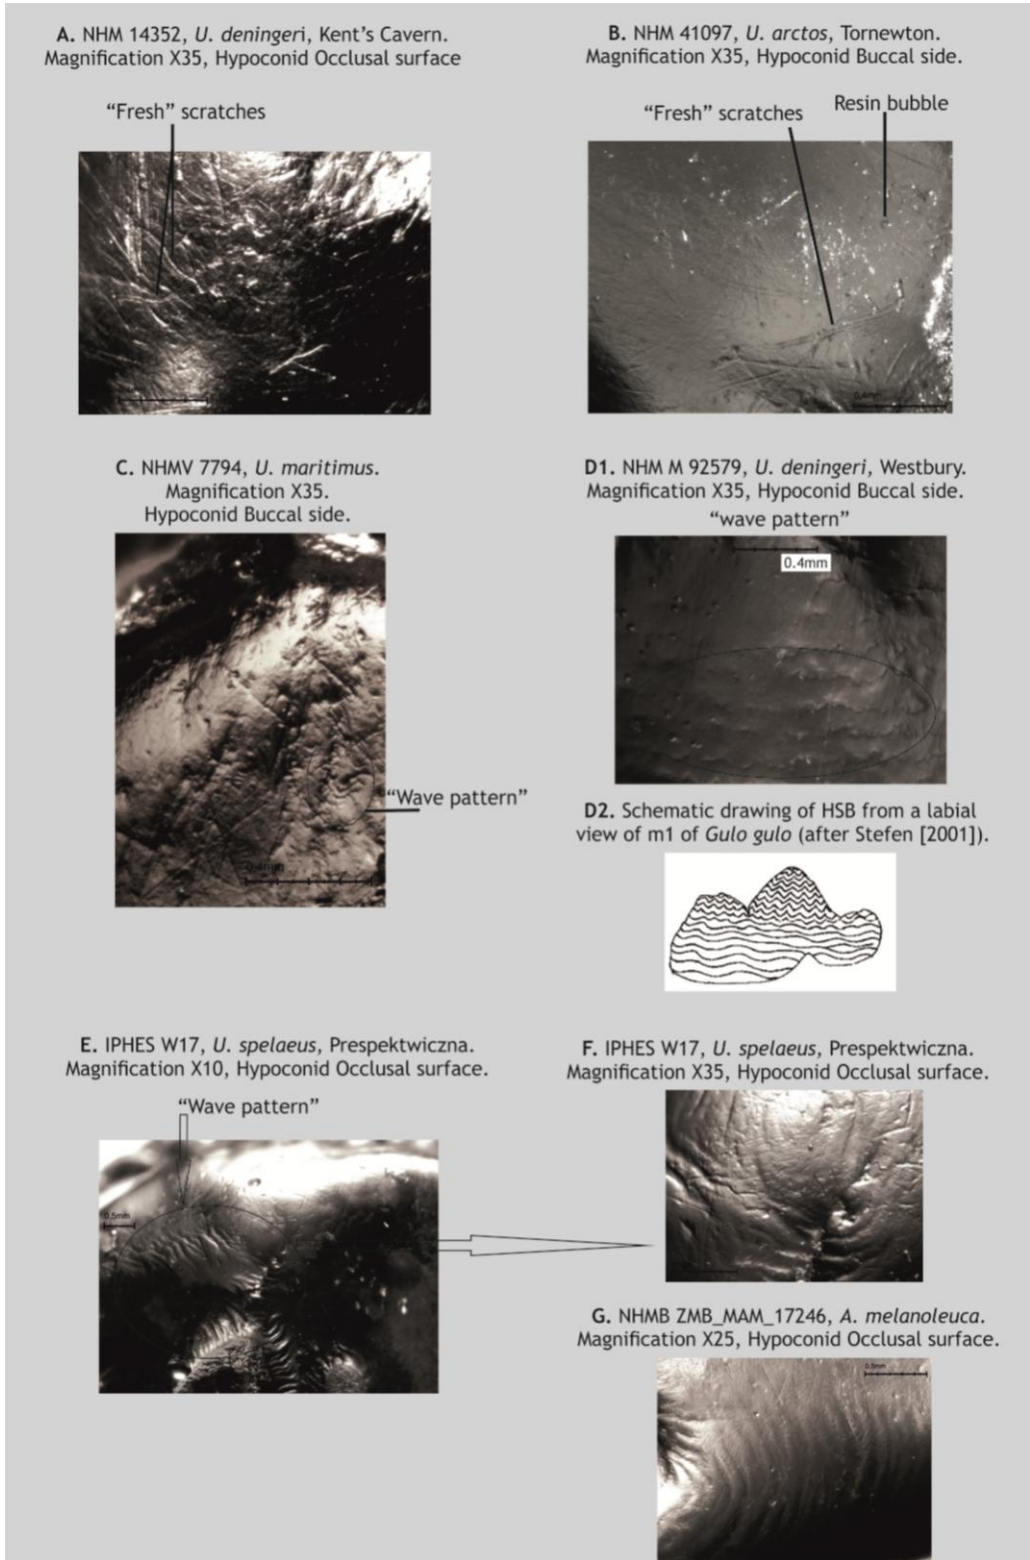 A. NHM 14352, U. deningeri, Kent’s Cavern.
Magnification X35, Hypoconid Occlusal surface
“Fresh” scratches
B. NHM 41097, U. arctos, Tornewton.
Magnification X35, Hypoconid Buccal side.
“Fresh” scratches
Resin bubble
0.4mm
C. NHMV 7794, U. maritimus.
Magnification X35.
Hypoconid Buccal side.
“Wave pattern”
0.4mm
D1. NHM M 92579, U. deningeri, Westbury.
Magnification X35, Hypoconid Buccal side.
“wave pattern”
0.4mm
D2. Schematic drawing of HSB from a labial
view of m1 of Gulo gulo (after Stefen [2001]).
E. IPHES W17, U. spelaeus, Prespektwiczna.
Magnification X10, Hypoconid Occlusal surface.
“Wave pattern”
0.5mm
F. IPHES W17, U. spelaeus, Prespektwiczna.
Magnification X35, Hypoconid Occlusal surface.
G. NHMB ZMB_MAM_17246, A. melanoleuca.
Magnification X25, Hypoconid Occlusal surface.
0.5mm